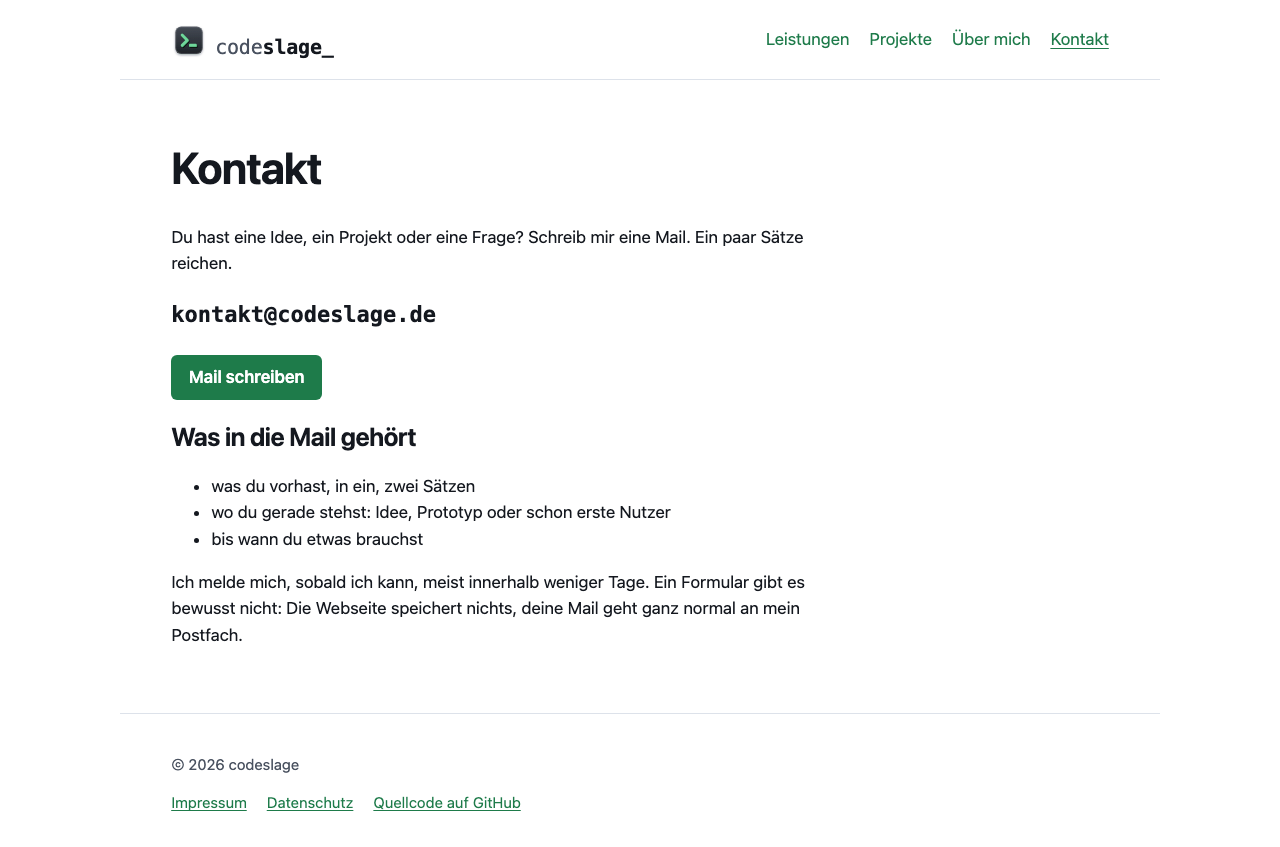 codeslage_
Leistungen Projekte Über mich Kontakt
Kontakt
Du hast eine Idee, ein Projekt oder eine Frage? Schreib mir eine Mail. Ein paar Sätze
reichen.
kontakt@codeslage.de
Mail schreiben
Was in die Mail gehört
• was du vorhast, in ein, zwei Sätzen
• wo du gerade stehst: Idee, Prototyp oder schon erste Nutzer
• bis wann du etwas brauchst
Ich melde mich, sobald ich kann, meist innerhalb weniger Tage. Ein Formular gibt es
bewusst nicht: Die Webseite speichert nichts, deine Mail geht ganz normal an mein
Postfach.
© 2026 codeslage
Impressum Datenschutz Quellcode auf GitHub